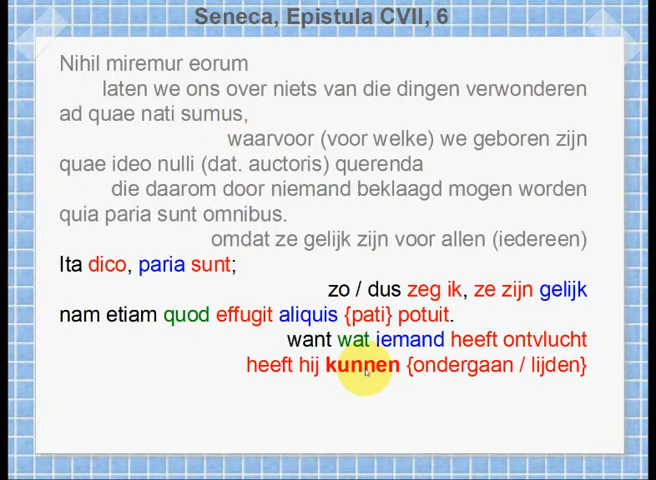 Seneca, Epistula CVII, 6
Nihil miremur eorum
laten we ons over niets van die dingen verwonderen
ad quae nati sumus,
waarvoor (voor welke) we geboren zijn
quae ideo nulli (dat. auctoris) querenda
die daarom door niemand beklaagd mogen worden
quia paria sunt omnibus.
omdat ze gelijk zijn voor allen (iedereen)
Ita dico, paria sunt;
zo / dus zeg ik, ze zijn gelijk
nam etiam quod effugit aliquis {pati} potuit.
want wat iemand heeft ontvlucht
heeft hij kunnen {ondergaan / lijden}